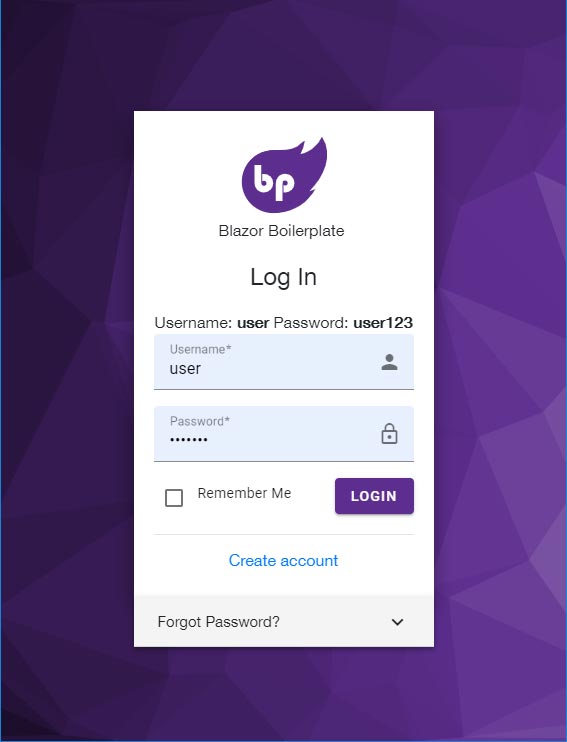 bp
Blazor Boilerplate
Log In
Username: user Password: user123
Username*
user
Password*
•••••••
Remember Me
LOGIN
Create account
Forgot Password?